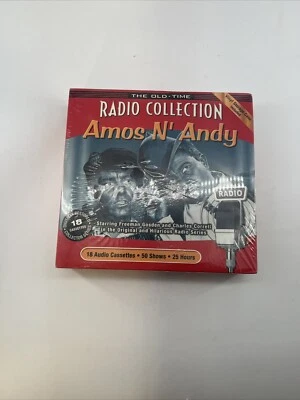 THE OLD-TIME
RADIO COLLECTION
Amos N' Andy
RADIO
18
Starring Freeman Gosden and Charles Correll
in the Original and Hilarious Radio Series
18 Audio Cassettes • 50 Shows • 25 Hours